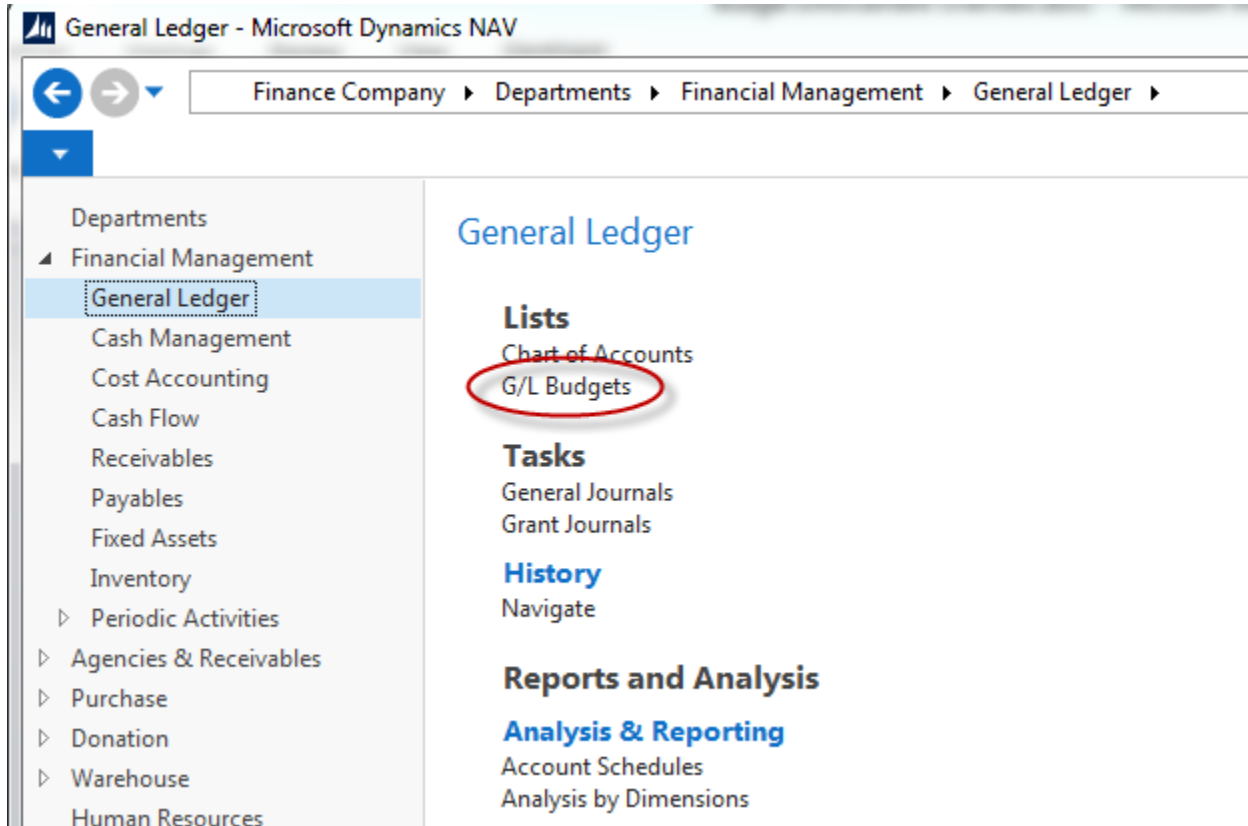 General Ledger - Microsoft Dynamics NAV
Finance Company Departments Financial Management General Ledger
Departments
Financial Management
General Ledger
Cash Management
Cost Accounting
Cash Flow
Receivables
Payables
Fixed Assets
Inventory
Periodic Activities
Agencies & Receivables
Purchase
Donation
Warehouse
Human Resources
General Ledger
Lists
Chart of Accounts
G/L Budgets
Tasks
General Journals
Grant Journals
History
Navigate
Reports and Analysis
Analysis & Reporting
Account Schedules
Analysis by Dimensions